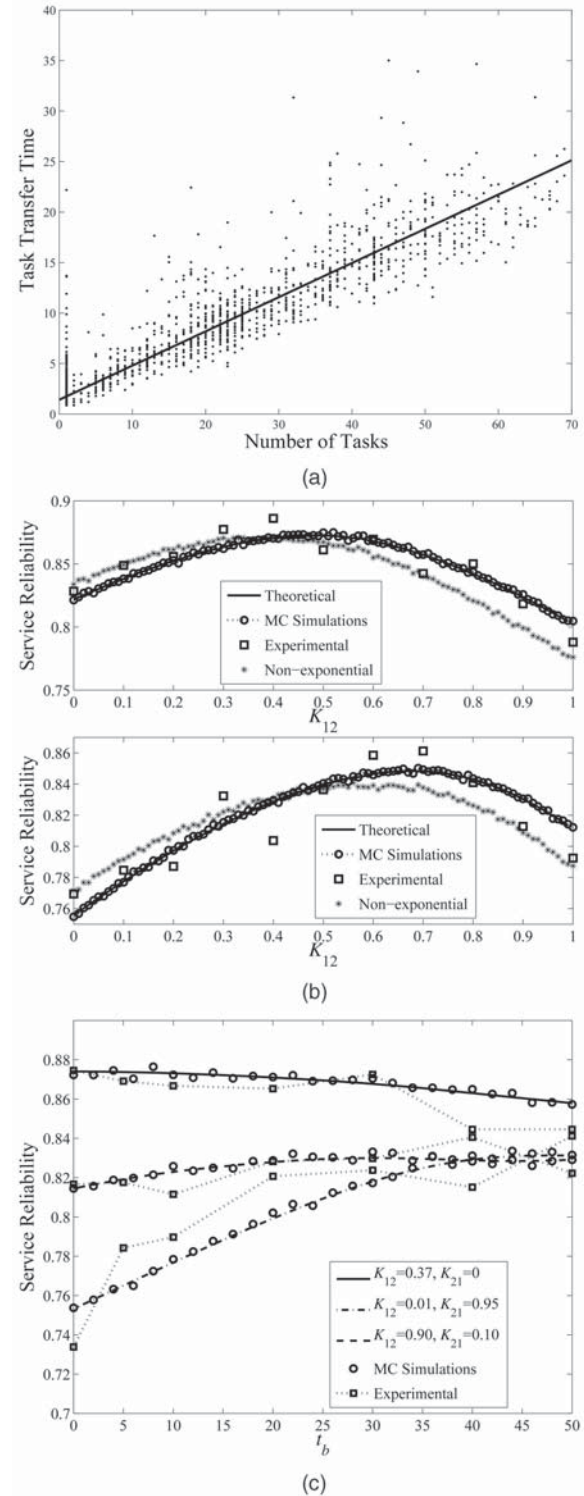 40
35
30
25
20
15
10
5
0
Task Transfer Time
0 10 20 30 40 50 60 70
Number of Tasks
(a)
0.9
0.85
0.8
0.75
Service Reliability
Theoretical
MC Simulations
Experimental
Non−exponential
0 0.1 0.2 0.3 0.4 0.5 0.6 0.7 0.8 0.9 1
K12
0.86
0.84
0.82
0.8
0.78
0.76
Service Reliability
Theoretical
MC Simulations
Experimental
Non−exponential
0 0.1 0.2 0.3 0.4 0.5 0.6 0.7 0.8 0.9 1
K12
(b)
0.88
0.86
0.84
0.82
0.8
0.78
0.76
0.74
0.72
0.7
Service Reliability
K12=0.37, K21=0
K12=0.01, K21=0.95
K12=0.90, K21=0.10
MC Simulations
Experimental
0 5 10 15 20 25 30 35 40 45 50
tb
(c)